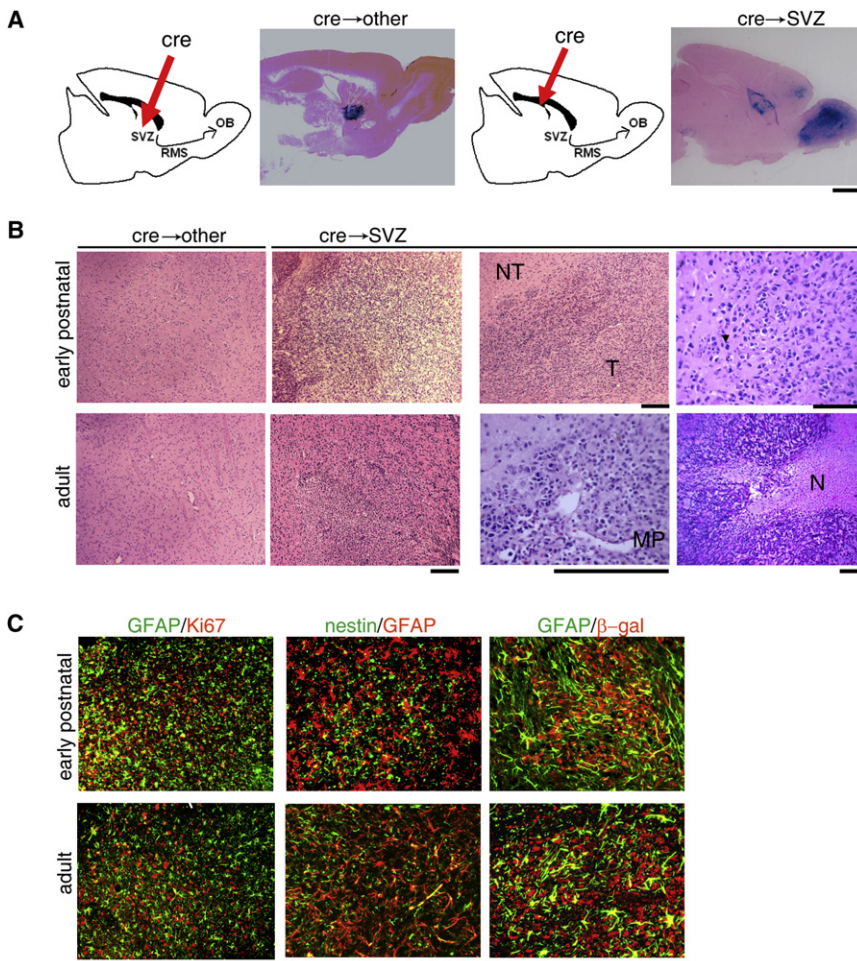 A
cre
SVZ
RMS
OB
cre→other
cre
SVZ
RMS
OB
cre→SVZ
B
cre→other
cre→SVZ
early postnatal
NT
T
adult
MP
N
C
GFAP/Ki67
nestin/GFAP
GFAP/β-gal
early postnatal
adult